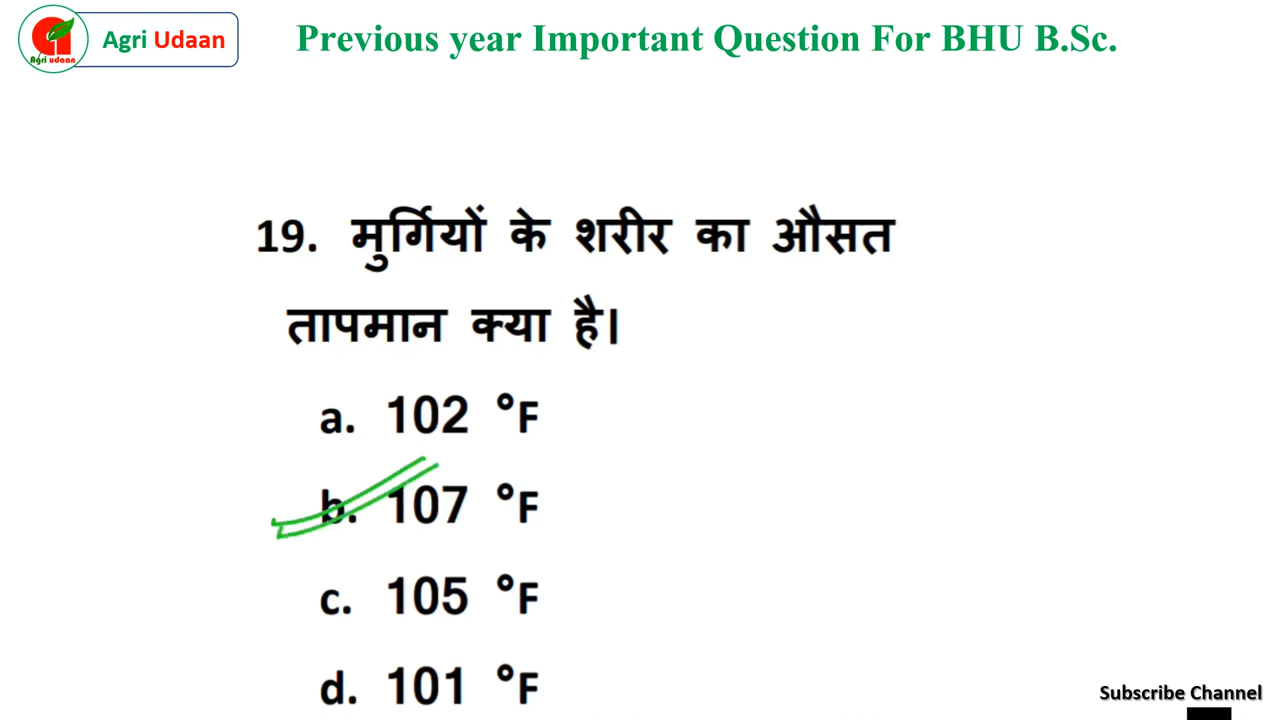 Agri Udaan
Agri udaan
Previous year Important Question For BHU B.Sc.
19. मुर्गियों के शरीर का औसत
तापमान क्या है।
a. 102 °F
b. 107 °F
c. 105 °F
d. 101 °F
Subscribe Channel